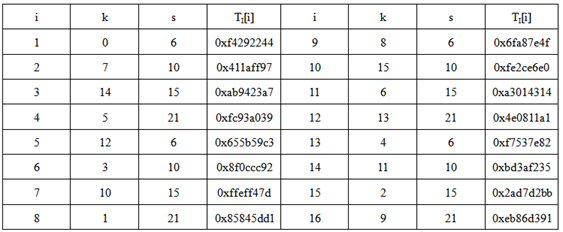 i k s T_I[i] i k s T_I[i]
1 0 6 0xf4292244 9 8 6 0x6fa87e4f
2 7 10 0x411aff97 10 15 10 0xfe2ce6e0
3 14 15 0xab9423a7 11 6 15 0xa3014314
4 5 21 0xfc93a039 12 13 21 0x4e0811a1
5 12 6 0x655b59c3 13 4 6 0xf7537e82
6 3 10 0x8f0ccc92 14 11 10 0xbd3af235
7 10 15 0xffeff47d 15 2 15 0x2ad7d2bb
8 1 21 0x85845dd1 16 9 21 0xeb86d391